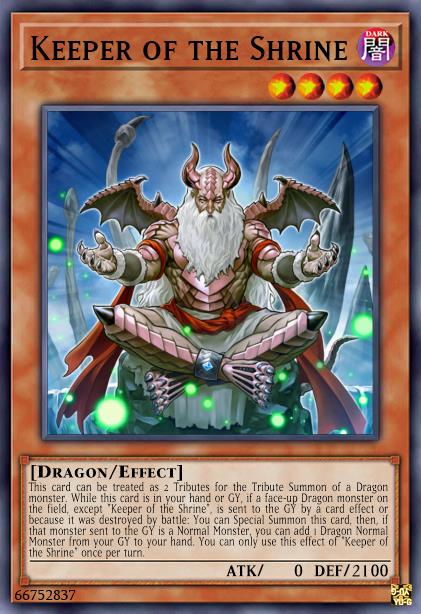 Keeper of the Shrine
DARK
闇
[Dragon/Effect]
This card can be treated as 2 Tributes for the Tribute Summon of a Dragon
monster. While this card is in your hand or GY, if a face-up Dragon monster on
the field, except "Keeper of the Shrine", is sent to the GY by a card effect or
because it was destroyed by battle: You can Special Summon this card, then, if
that monster sent to the GY is a Normal Monster, you can add 1 Dragon Normal
Monster from your GY to your hand. You can only use this effect of "Keeper of
the Shrine" once per turn.
ATK/ 0 DEF/2100
66752837